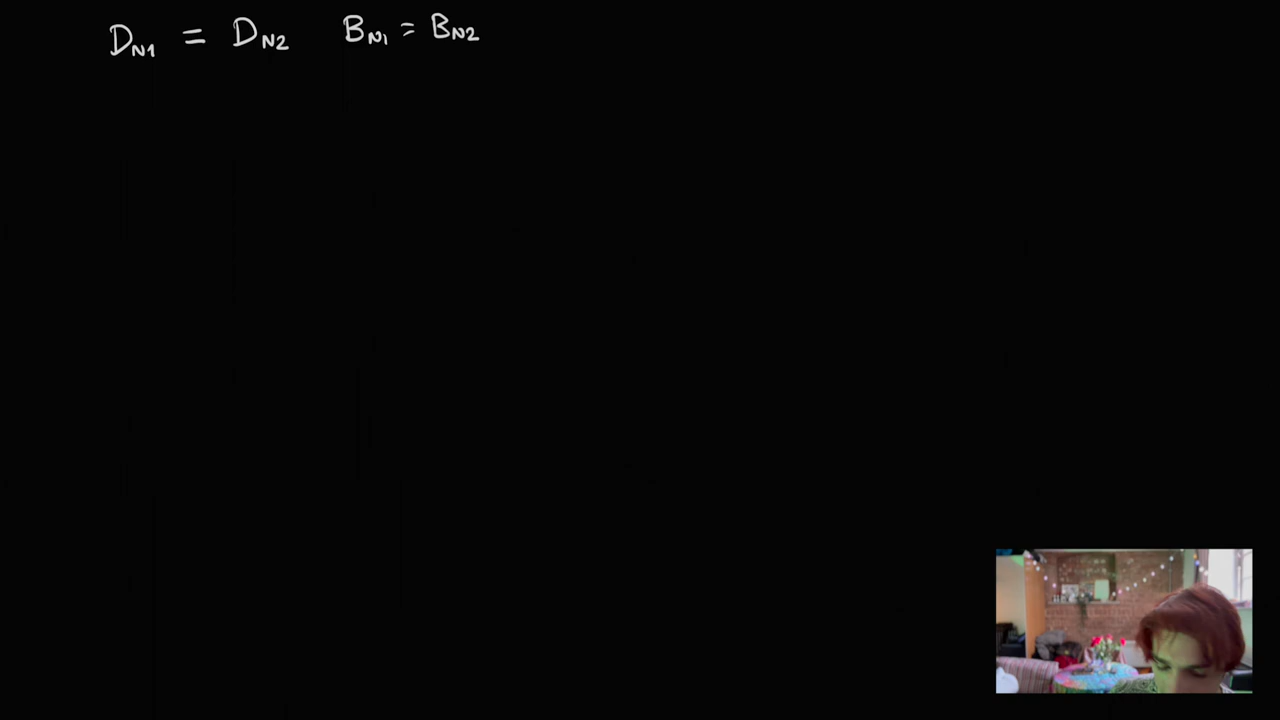 D_N1 = D_N2 B_N1 = B_N2